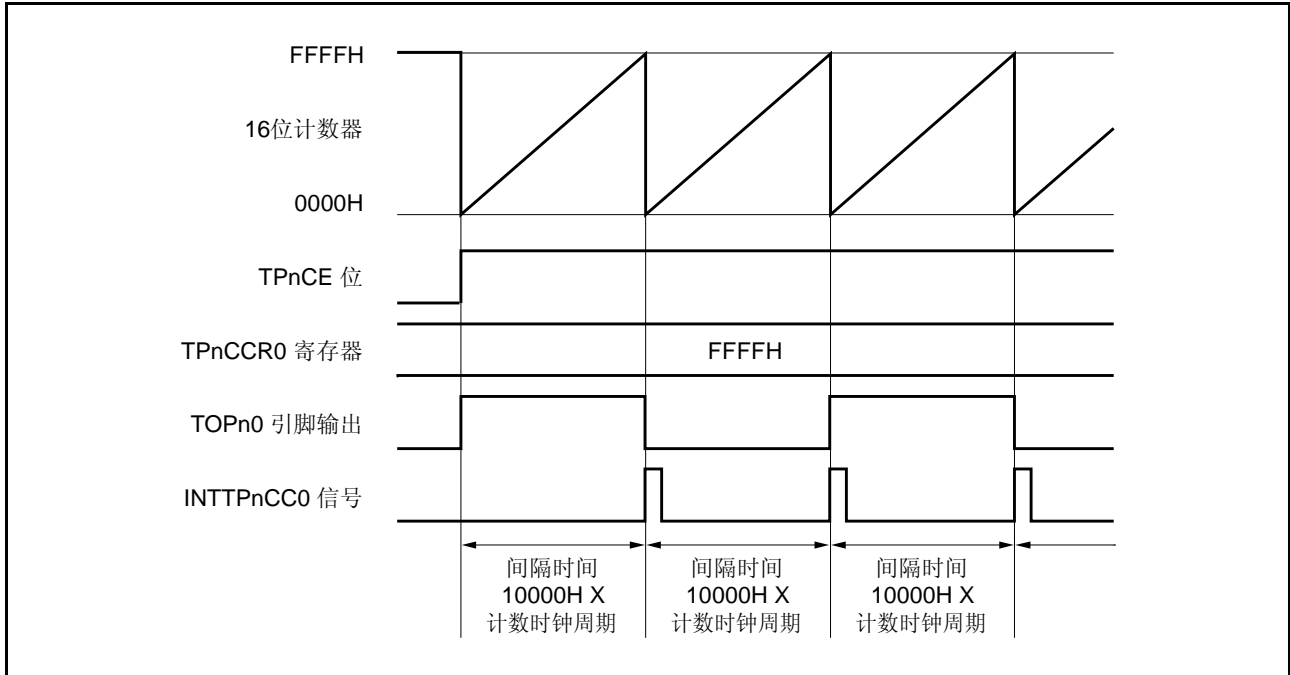 FFFFH
16位计数器
0000H
TPnCE 位
TPnCCR0 寄存器
FFFFH
TOPn0 引脚输出
INTTPnCC0 信号
间隔时间
10000H X
计数时钟周期
间隔时间
10000H X
计数时钟周期
间隔时间
10000H X
计数时钟周期